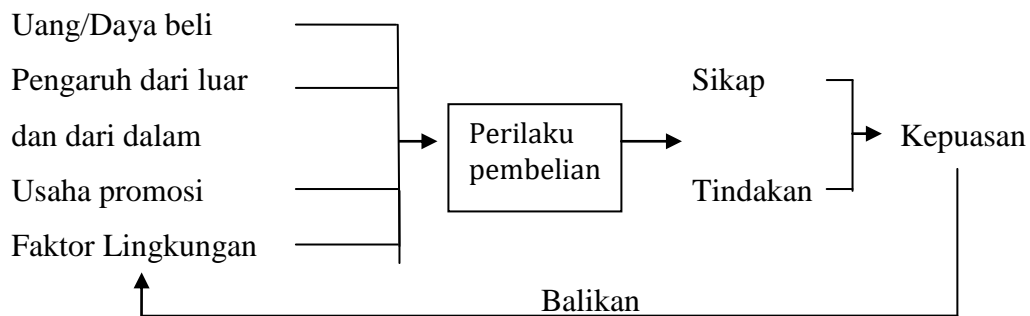 Uang/Daya beli
Pengaruh dari luar
dan dari dalam
Usaha promosi
Faktor Lingkungan
Perilaku
pembelian
Sikap
Tindakan
Kepuasan
Balikan